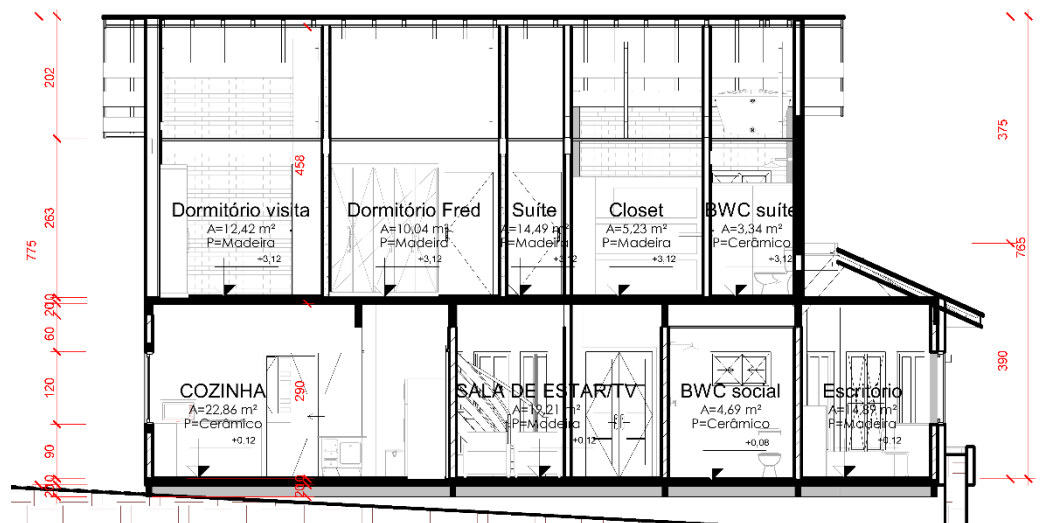 202
458
375
Dormitório visita
A=12,42 m²
P=Madeira
+3,12
Dormitório Fred
A=10,04 m²
P=Madeira
+3,12
Suíte
A=14,49 m²
P=Madeira
+3,12
Closet
A=5,23 m²
P=Madeira
+3,12
BWC suíte
A=3,34 m²
P=Cerâmico
+3,12
263
775
765
60
120
290
390
COZINHA
A=22,86 m²
P=Cerâmico
+0.12
SALA DE ESTAR/TV
A=19,21 m²
P=Madeira
+0.12
BWC social
A=4,69 m²
P=Cerâmico
+0,08
Escritório
A=14,89 m²
P=Madeira
+0.12
90